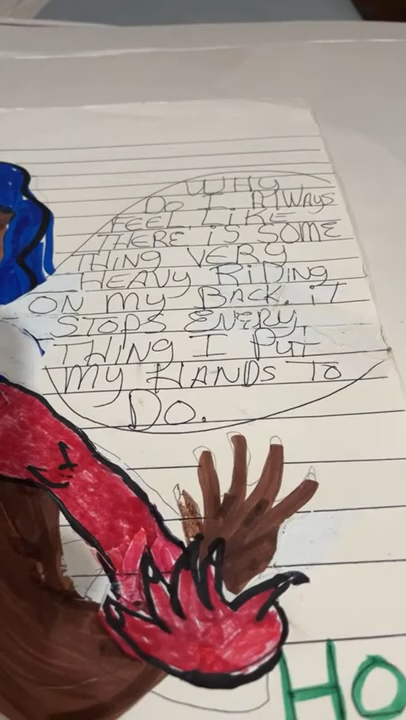 WHY
DO I AlWAYS
FEEL LIKE
THERE iS SOME
THING VERY
HEAVY RiDiNG
ON MY BACK. iT
STOPS EVERY
THING I PUT
MY HANDS TO
DO.
HO